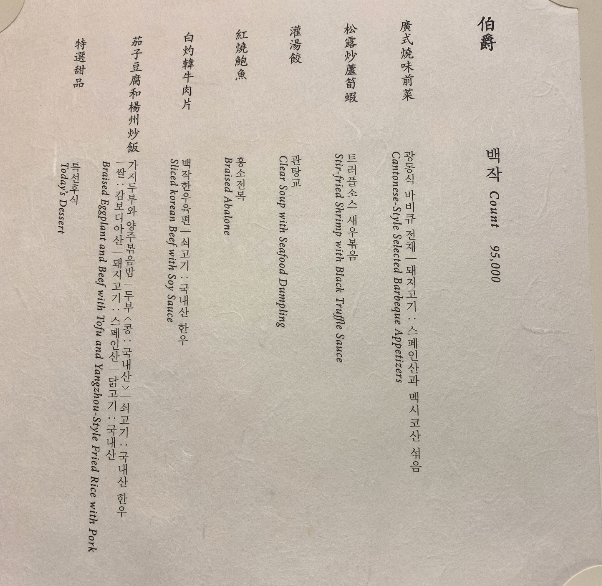 伯爵
백작 Count 95,000
廣式燒味前菜
광동식 바비큐 전채 | 돼지고기 : 스페인산과 멕시코산 섞음
Cantonese-Style Selected Barbeque Appetizers
松露炒蘆筍蝦
트러플소스 새우볶음
Stir-fried Shrimp with Black Truffle Sauce
灌湯餃
관탕교
Clear Soup with Seafood Dumpling
紅燒鮑魚
홍소전복
Braised Abalone
白灼韓牛肉片
백작한우육편 | 쇠고기 : 국내산 한우
Sliced Korean Beef with Soy Sauce
茄子豆腐和楊州炒飯
가지두부와 양주볶음밥 | 두부<콩 : 국내산> | 쇠고기 : 국내산 한우
| 쌀 : 캄보디아산 | 돼지고기 : 스페인산 | 닭고기 : 국내산
Braised Eggplant and Beef with Tofu and Yangzhou-Style Fried Rice with Pork
特選甜品
특선후식
Today's Dessert